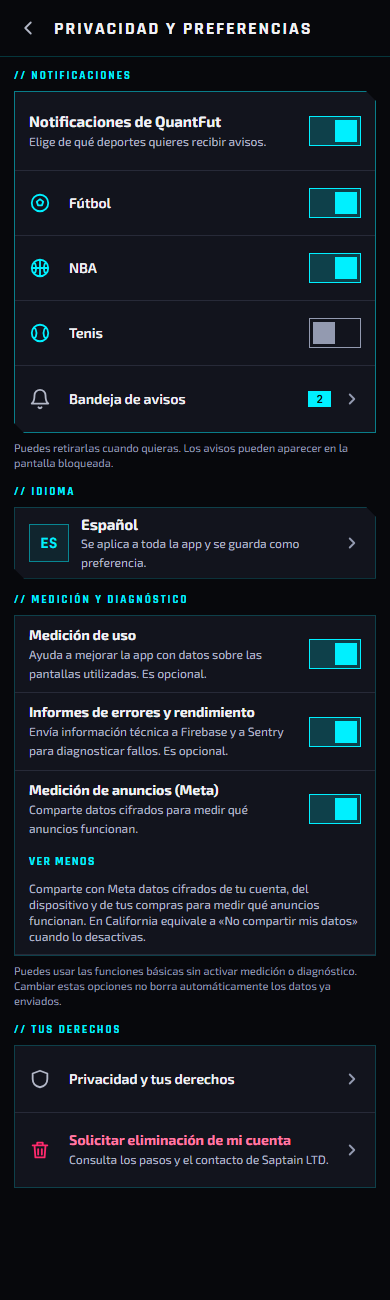 PRIVACIDAD Y PREFERENCIAS
// NOTIFICACIONES
Notificaciones de QuantFut
Elige de qué deportes quieres recibir avisos.
Fútbol
NBA
Tenis
Bandeja de avisos
2
Puedes retirarlas cuando quieras. Los avisos pueden aparecer en la
pantalla bloqueada.
// IDIOMA
ES
Español
Se aplica a toda la app y se guarda como
preferencia.
// MEDICIÓN Y DIAGNÓSTICO
Medición de uso
Ayuda a mejorar la app con datos sobre las
pantallas utilizadas. Es opcional.
Informes de errores y rendimiento
Envía información técnica a Firebase y a Sentry
para diagnosticar fallos. Es opcional.
Medición de anuncios (Meta)
Comparte datos cifrados para medir qué
anuncios funcionan.
VER MENOS
Comparte con Meta datos cifrados de tu cuenta, del
dispositivo y de tus compras para medir qué anuncios
funcionan. En California equivale a «No compartir mis datos»
cuando lo desactivas.
Puedes usar las funciones básicas sin activar medición o diagnóstico.
Cambiar estas opciones no borra automáticamente los datos ya
enviados.
// TUS DERECHOS
Privacidad y tus derechos
Solicitar eliminación de mi cuenta
Consulta los pasos y el contacto de Saptain LTD.